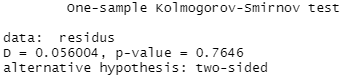 One-sample Kolmogorov-Smirnov test
data: residus
D = 0.056004, p-value = 0.7646
alternative hypothesis: two-sided